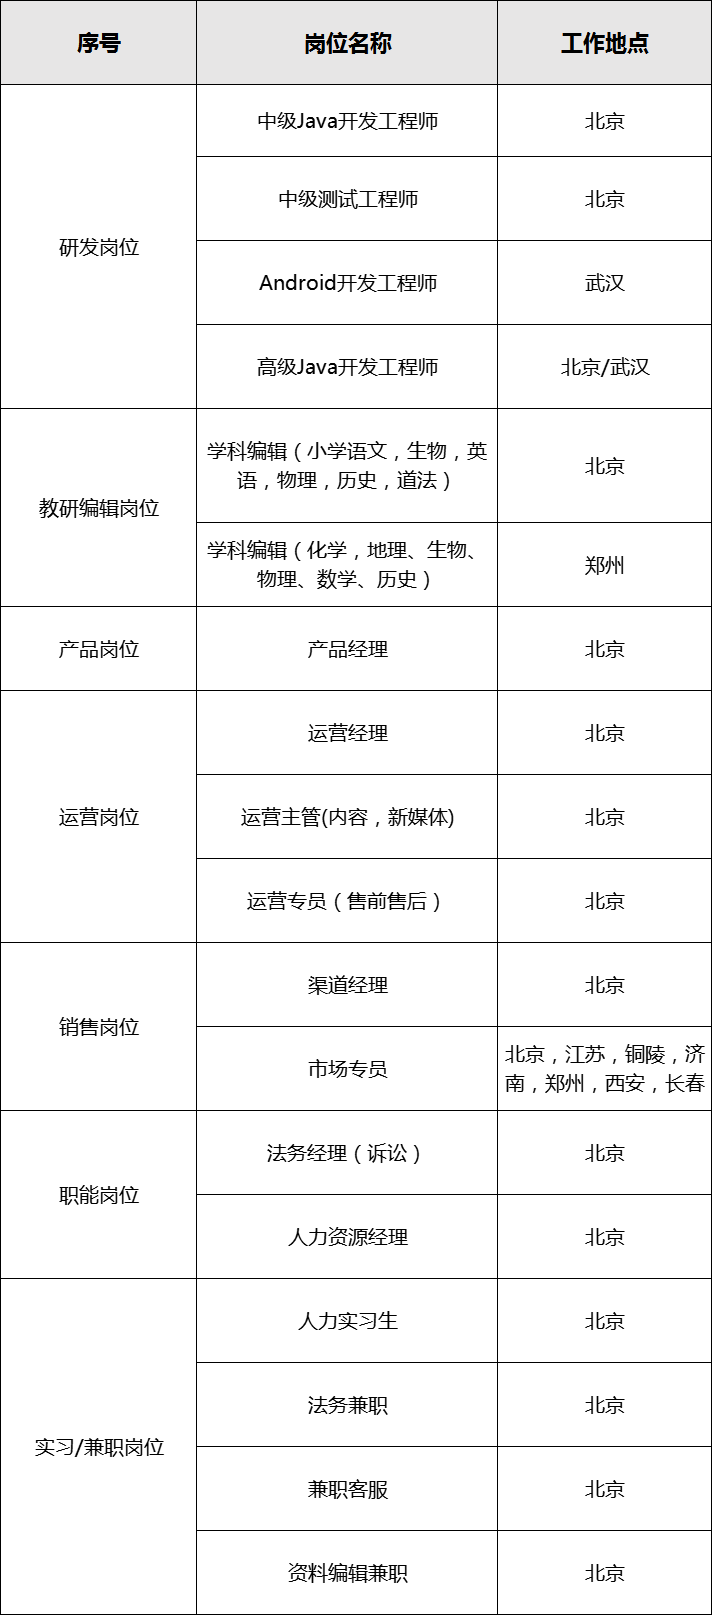 序号 岗位名称 工作地点
研发岗位
中级Java开发工程师 北京
中级测试工程师 北京
Android开发工程师 武汉
高级Java开发工程师 北京/武汉
教研编辑岗位
学科编辑（小学语文，生物，英
语，物理，历史，道法）
北京
学科编辑（化学，地理、生物、
物理、数学、历史）
郑州
产品岗位 产品经理 北京
运营岗位
运营经理 北京
运营主管(内容，新媒体) 北京
运营专员（售前售后） 北京
销售岗位
渠道经理 北京
市场专员
北京，江苏，铜陵，济
南，郑州，西安，长春
职能岗位
法务经理（诉讼） 北京
人力资源经理 北京
实习/兼职岗位
人力实习生 北京
法务兼职 北京
兼职客服 北京
资料编辑兼职 北京